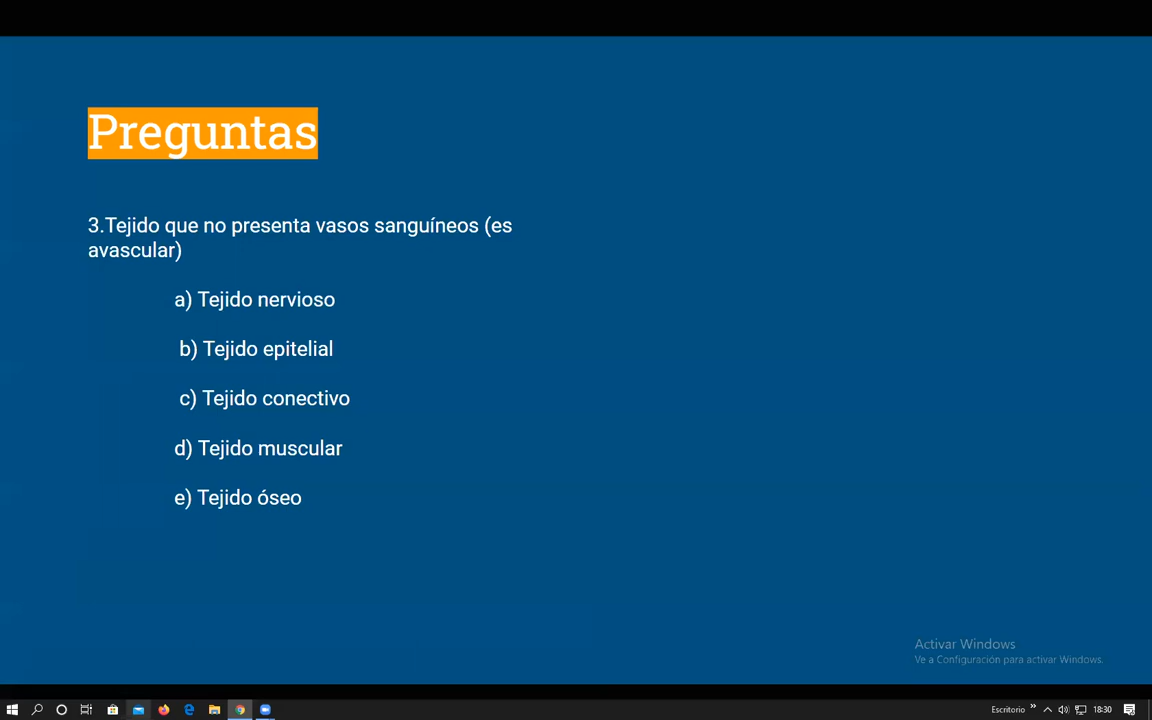 Preguntas
3.Tejido que no presenta vasos sanguíneos (es
avascular)
a) Tejido nervioso
b) Tejido epitelial
c) Tejido conectivo
d) Tejido muscular
e) Tejido óseo
Activar Windows
Ve a Configuración para activar Windows.
Escritorio
18:30